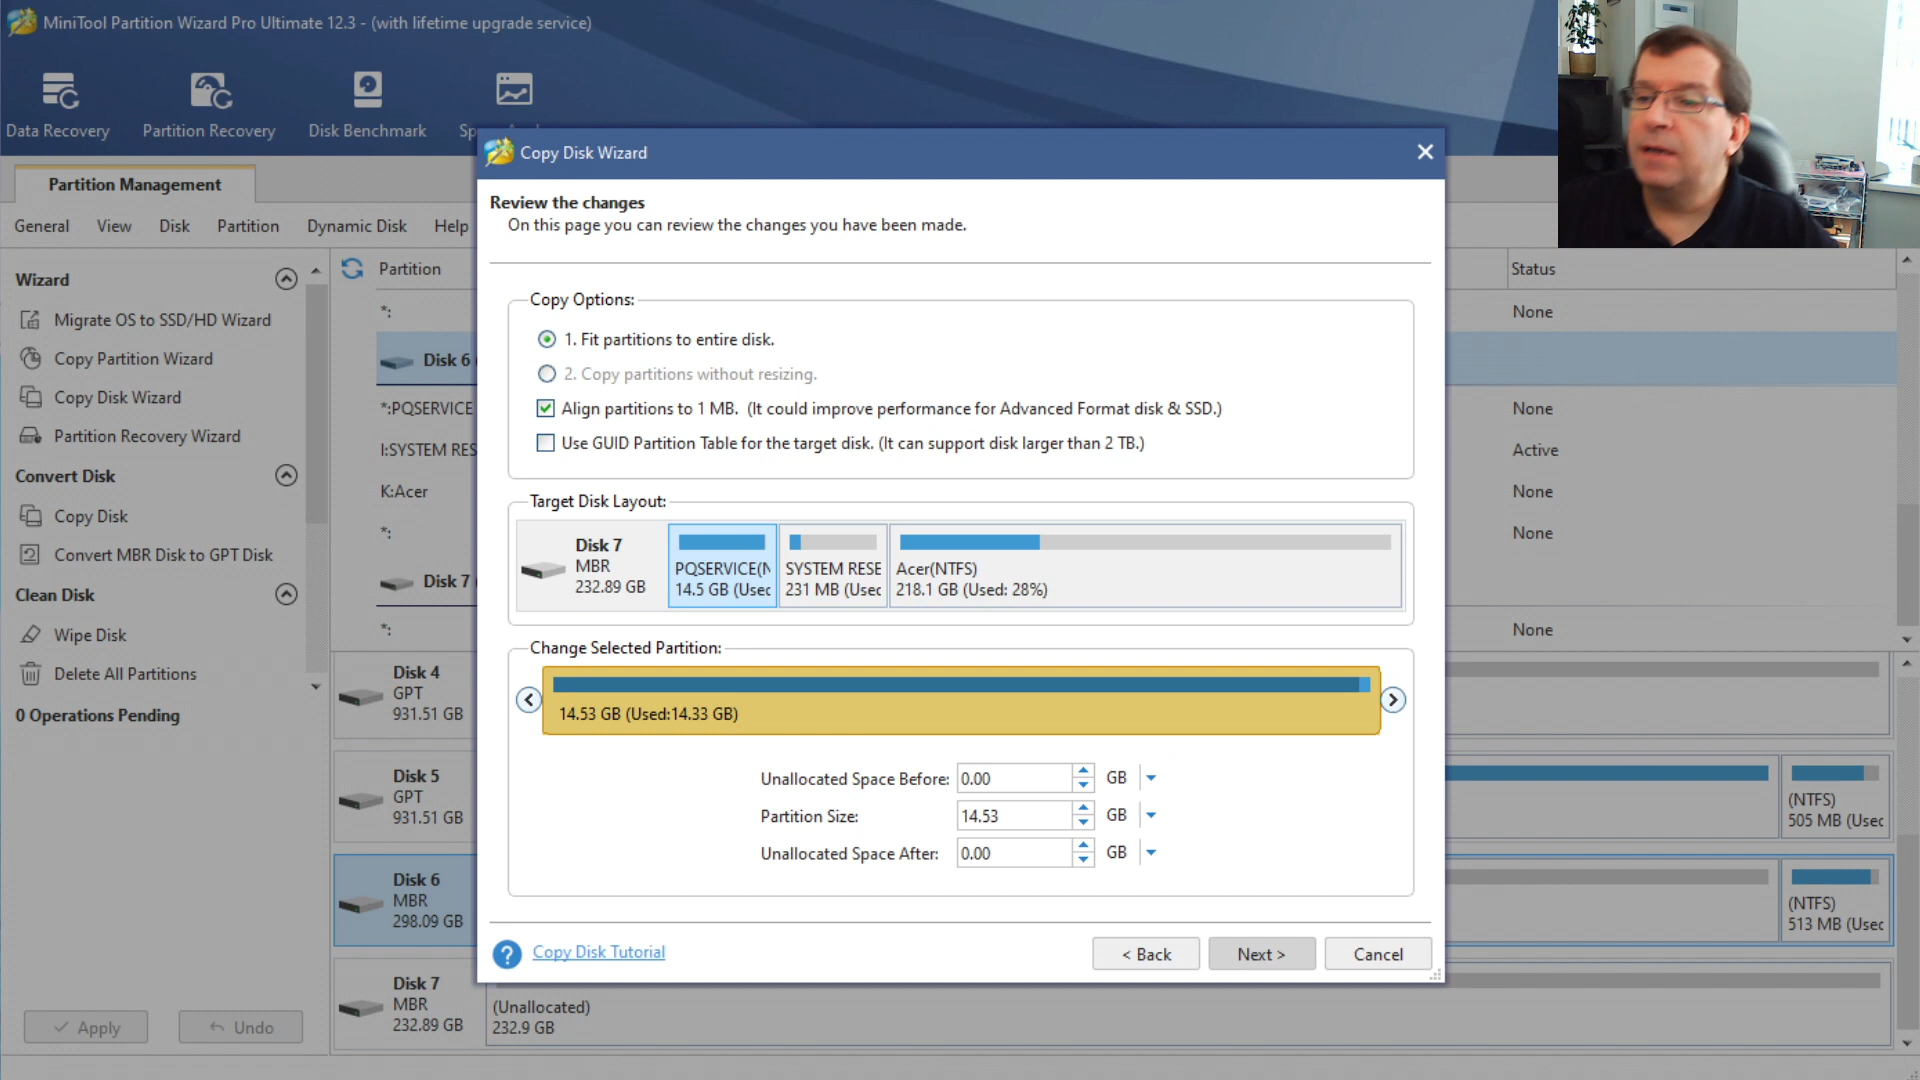 MiniTool Partition Wizard Pro Ultimate 12.3 - (with lifetime upgrade service)
Data Recovery
Partition Recovery
Disk Benchmark
Partition Management
General
View
Disk
Partition
Dynamic Disk
Help
Wizard
Migrate OS to SSD/HD Wizard
Copy Partition Wizard
Copy Disk Wizard
Partition Recovery Wizard
Convert Disk
Copy Disk
Convert MBR Disk to GPT Disk
Clean Disk
Wipe Disk
Delete All Partitions
0 Operations Pending
Apply
Undo
Partition
Status
*:
None
Disk 6
*:PQSERVICE
None
I:SYSTEM RES
Active
K:Acer
None
*:
None
Disk 7
*:
None
Disk 4
GPT
931.51 GB
Disk 5
GPT
931.51 GB
(NTFS)
505 MB (Usec
Disk 6
MBR
298.09 GB
(NTFS)
513 MB (Usec
Disk 7
MBR
232.89 GB
(Unallocated)
232.9 GB
Copy Disk Wizard
Review the changes
On this page you can review the changes you have been made.
Copy Options:
1. Fit partitions to entire disk.
2. Copy partitions without resizing.
Align partitions to 1 MB. (It could improve performance for Advanced Format disk & SSD.)
Use GUID Partition Table for the target disk. (It can support disk larger than 2 TB.)
Target Disk Layout:
Disk 7
MBR
232.89 GB
PQSERVICE(N
14.5 GB (Usec
SYSTEM RESE
231 MB (Usec
Acer(NTFS)
218.1 GB (Used: 28%)
Change Selected Partition:
14.53 GB (Used:14.33 GB)
Unallocated Space Before: 0.00 GB
Partition Size: 14.53 GB
Unallocated Space After: 0.00 GB
? Copy Disk Tutorial
< Back
Next >
Cancel